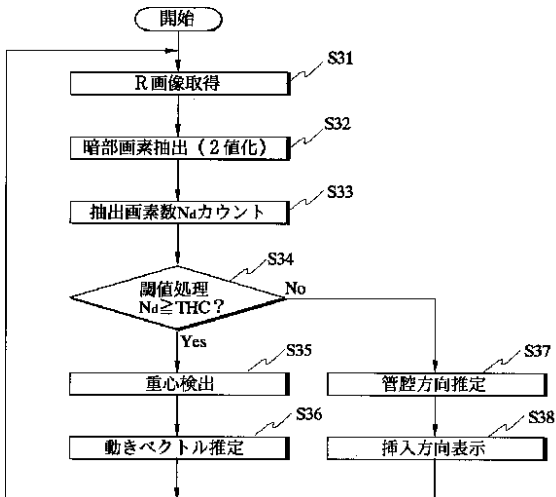 開始
S31
R画像取得
S32
暗部画素抽出（2値化）
S33
抽出画素数Ndカウント
S34
閾値処理
Nd≧THC？
No
Yes
S35
重心検出
S37
管腔方向推定
S36
動きベクトル推定
S38
挿入方向表示